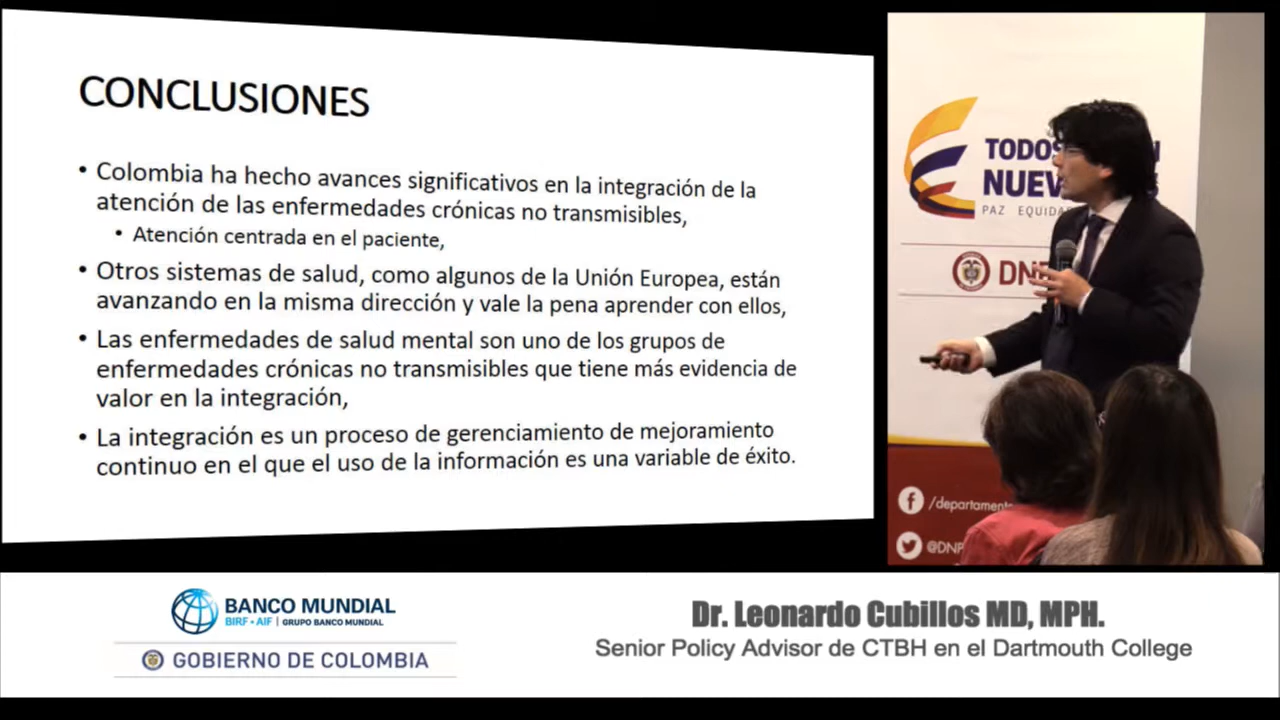 CONCLUSIONES
• Colombia ha hecho avances significativos en la integración de la
atención de las enfermedades crónicas no transmisibles,
• Atención centrada en el paciente,
• Otros sistemas de salud, como algunos de la Unión Europea, están
avanzando en la misma dirección y vale la pena aprender con ellos,
• Las enfermedades de salud mental son uno de los grupos de
enfermedades crónicas no transmisibles que tiene más evidencia de
valor en la integración,
• La integración es un proceso de gerenciamiento de mejoramiento
continuo en el que el uso de la información es una variable de éxito.
TODOS
NUEV
PAZ EQUIDA
DNP
/departamento
@DNP
BANCO MUNDIAL
BIRF • AIF | GRUPO BANCO MUNDIAL
GOBIERNO DE COLOMBIA
Dr. Leonardo Cubillos MD, MPH.
Senior Policy Advisor de CTBH en el Dartmouth College